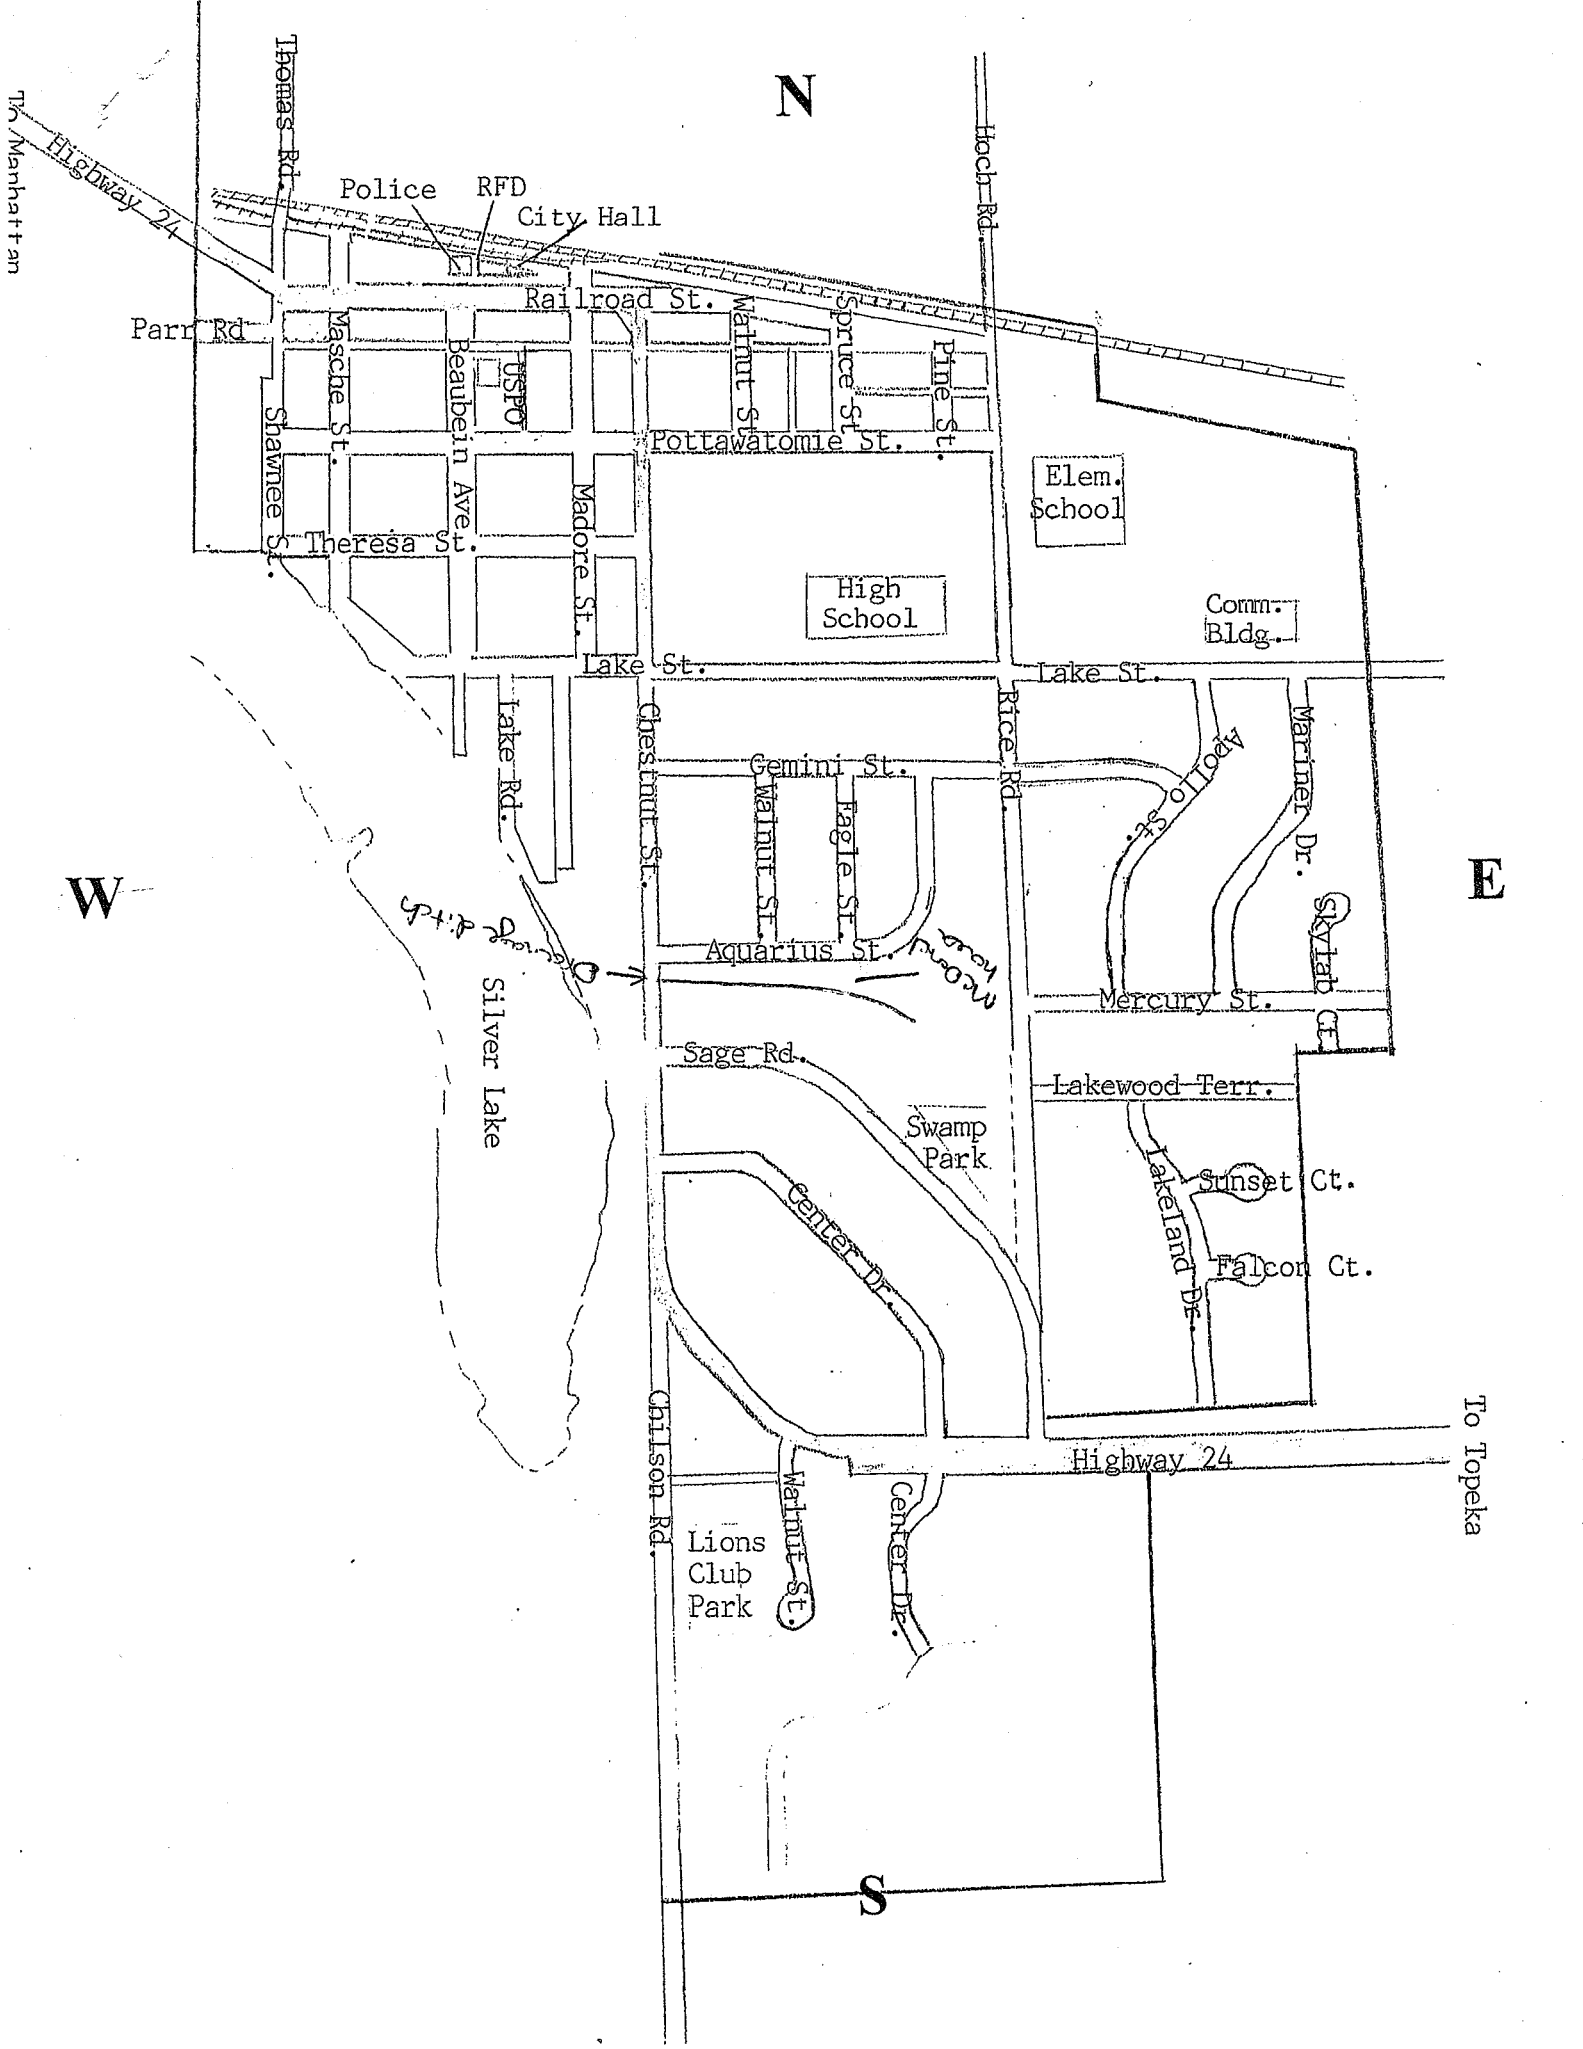 N
Thomas Rd.
To Manhattan
Highway 24
Hoch Rd.
Police
RFD
City Hall
Railroad St.
Parr Rd
Masche St.
Beaubein Ave.
USPO
Walnut St.
Spruce St.
Pine St.
Shawnee St.
Pottawatomie St.
Elem.
School
Madore St.
Theresa St.
High
School
Comm.
Bldg.
Lake St.
Lake St.
Lake Rd.
Chestnut St.
Rice Rd.
Apollo St.
Mariner Dr.
Gemini St.
Walnut St.
Eagle St.
W
E
Skylab Ct.
Drainage ditch
Aquarius St.
house
Silver Lake
Mercury St.
Sage Rd.
Lakewood Terr.
Swamp
Park
Lakeland Dr.
Sunset Ct.
Center Dr.
Falcon Ct.
Chilson Rd.
To Topeka
Highway 24
Walnut St.
Center Dr.
Lions
Club
Park
S